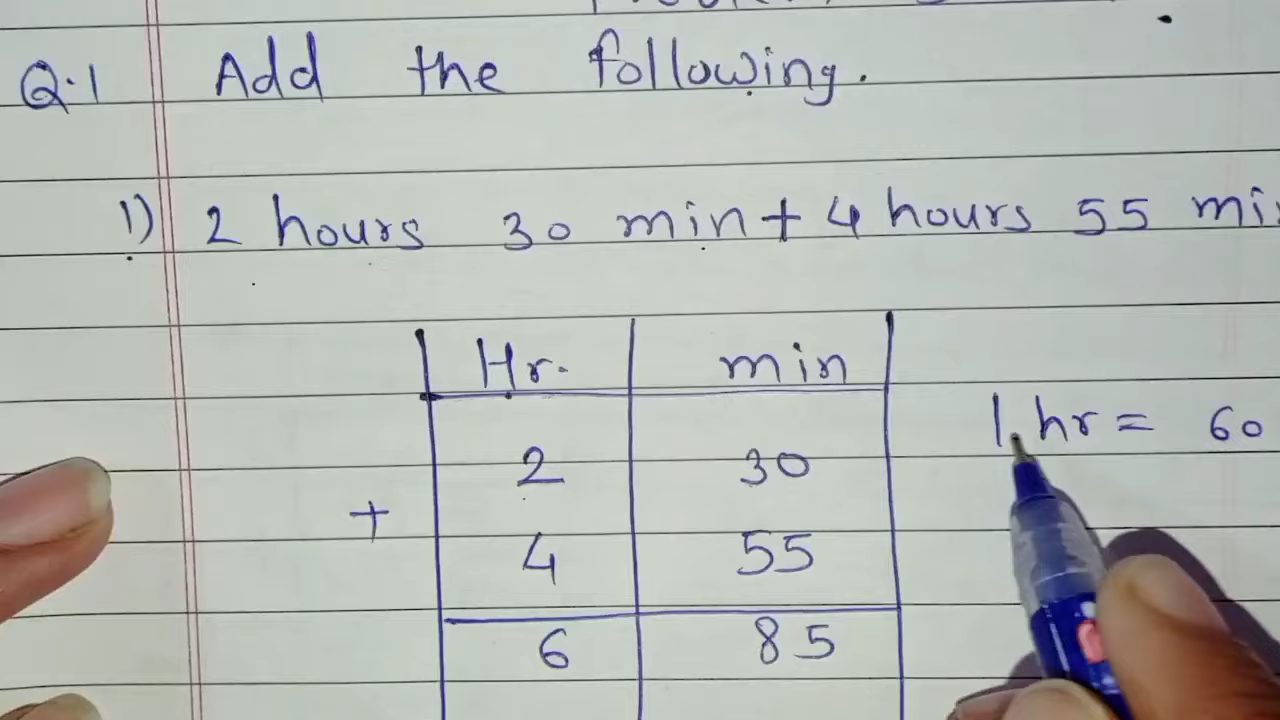 Q.1 Add the following.
1) 2 hours 30 min + 4 hours 55 mi
Hr. min
1 hr = 60
2 30
+
4 55
6 85